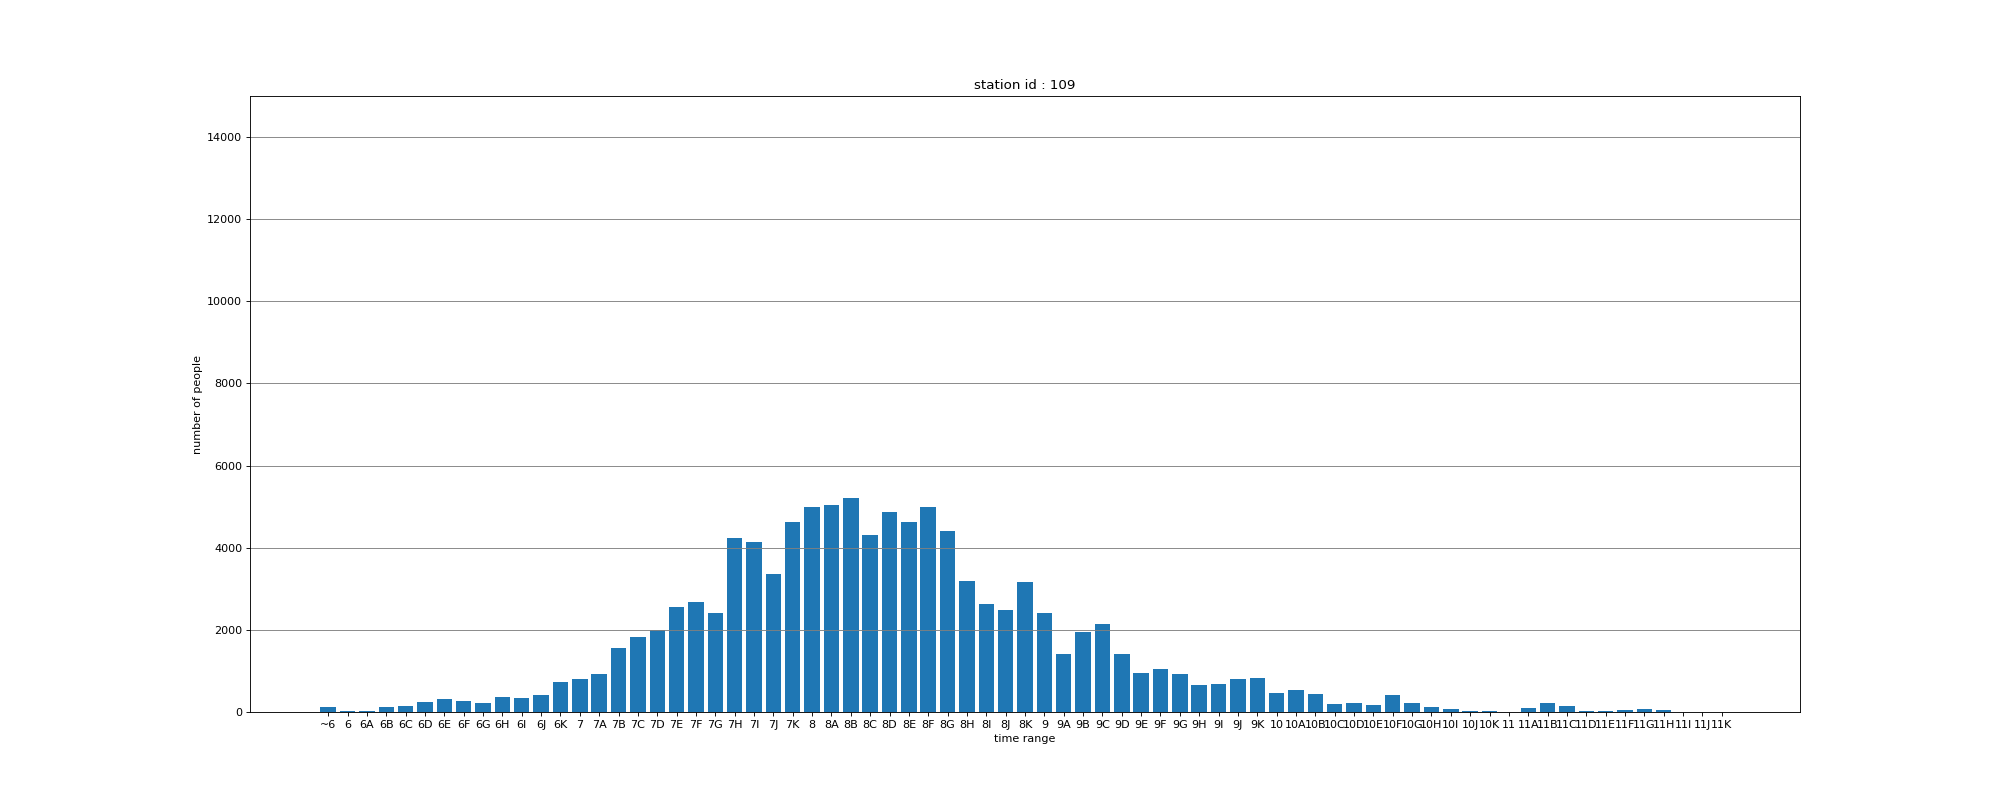 station id : 109
14000
12000
10000
8000
6000
4000
2000
0
number of people
~6 6 6A 6B 6C 6D 6E 6F 6G 6H 6I 6J 6K 7 7A 7B 7C 7D 7E 7F 7G 7H 7I 7J 7K 8 8A 8B 8C 8D 8E 8F 8G 8H 8I 8J 8K 9 9A 9B 9C 9D 9E 9F 9G 9H 9I 9J 9K 10 10A 10B 10C 10D 10E 10F 10G 10H 10I 10J 10K 11 11A 11B 11C 11D 11E 11F 11G 11H 11I 11J 11K
time range